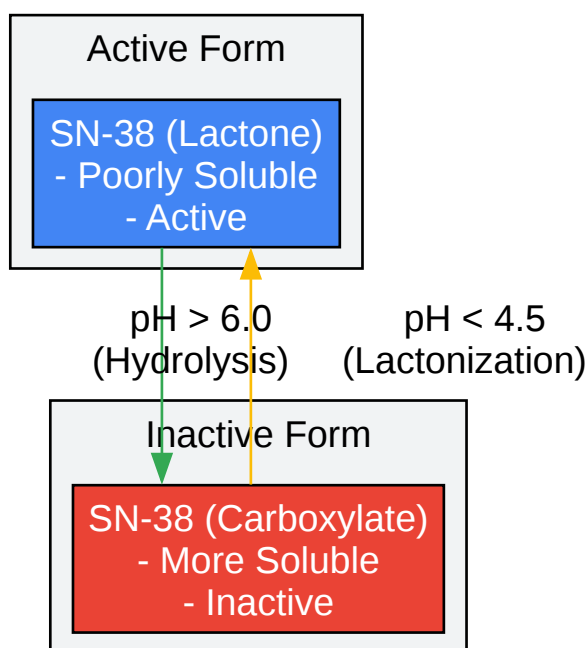 Active Form
SN-38 (Lactone)
- Poorly Soluble
- Active
pH > 6.0
(Hydrolysis)
pH < 4.5
(Lactonization)
Inactive Form
SN-38 (Carboxylate)
- More Soluble
- Inactive